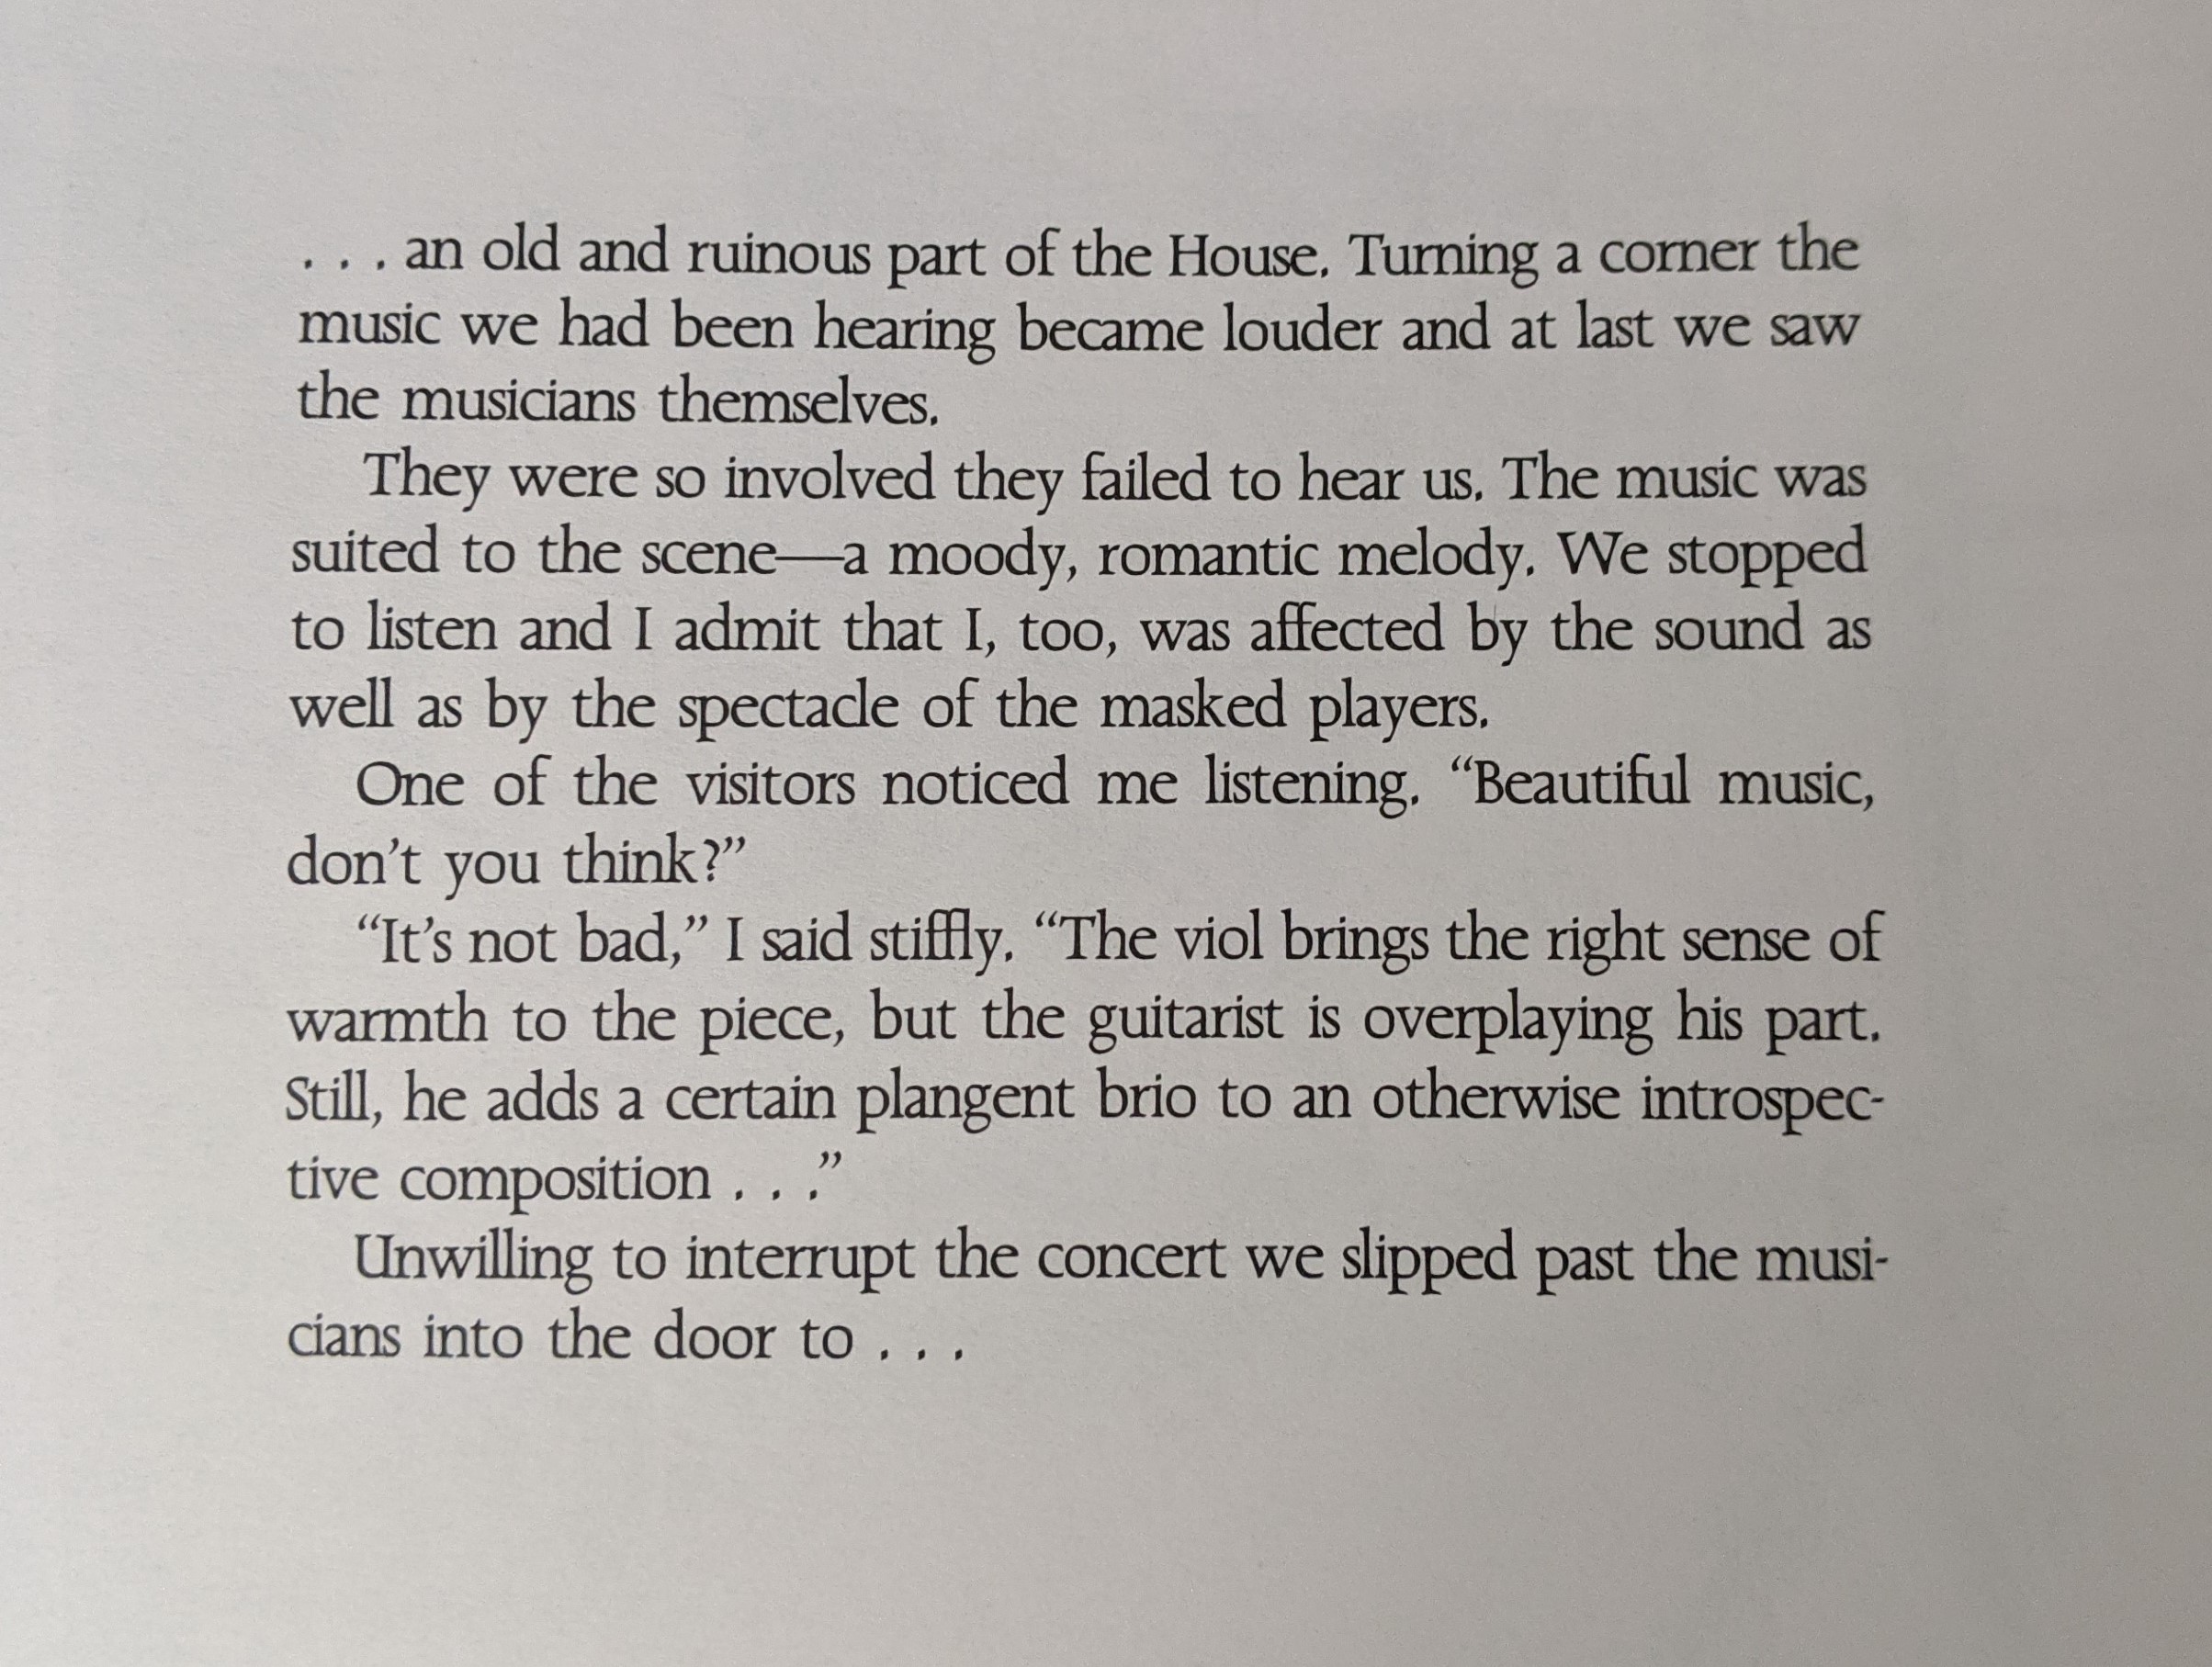 . . . an old and ruinous part of the House. Turning a corner the
music we had been hearing became louder and at last we saw
the musicians themselves.
They were so involved they failed to hear us. The music was
suited to the scene—a moody, romantic melody. We stopped
to listen and I admit that I, too, was affected by the sound as
well as by the spectacle of the masked players.
One of the visitors noticed me listening. “Beautiful music,
don’t you think?”
“It’s not bad,” I said stiffly. “The viol brings the right sense of
warmth to the piece, but the guitarist is overplaying his part.
Still, he adds a certain plangent brio to an otherwise introspec-
tive composition . . .”
Unwilling to interrupt the concert we slipped past the musi-
cians into the door to . . .